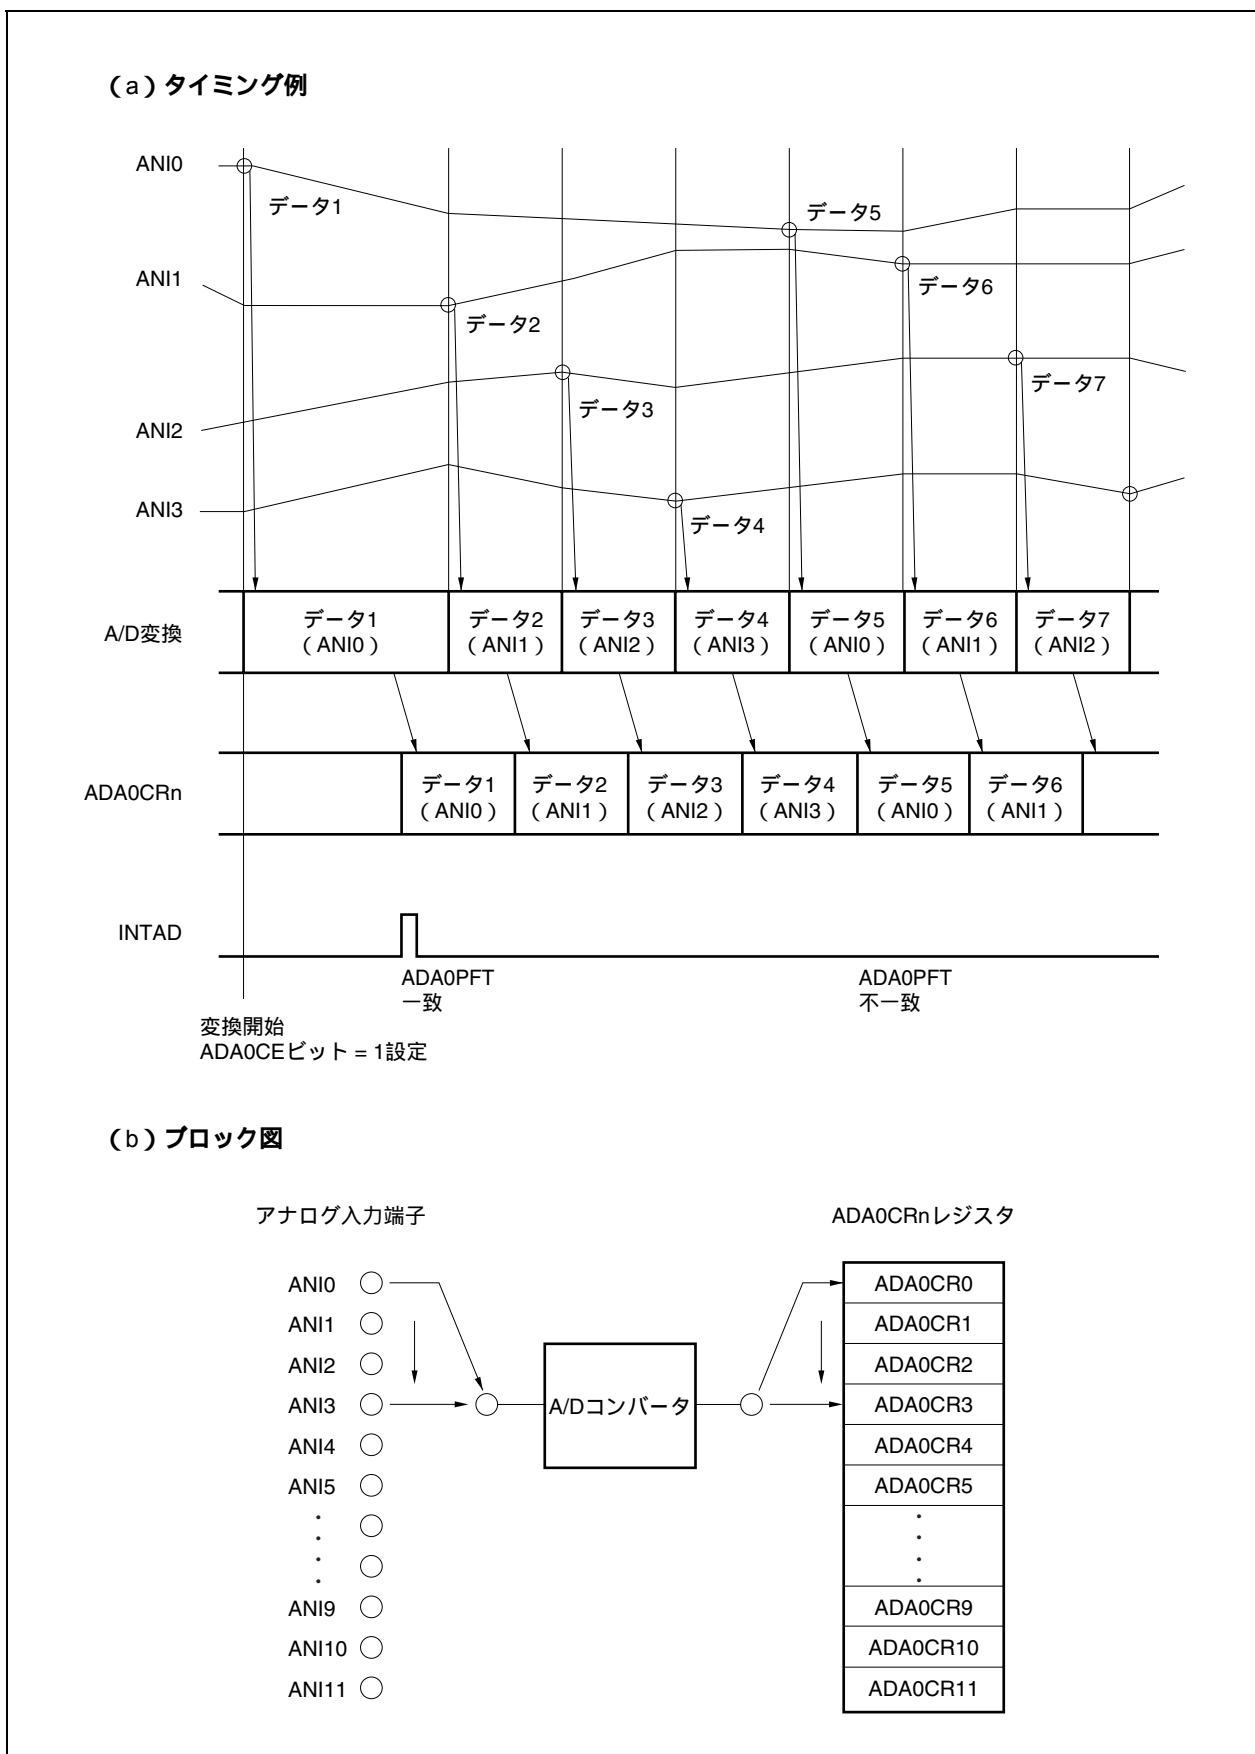 （a）タイミング例
ANI0
データ1
データ5
ANI1
データ6
データ2
データ7
データ3
ANI2
ANI3
データ4
A/D変換
データ1
（ANI0）
データ2
（ANI1）
データ3
（ANI2）
データ4
（ANI3）
データ5
（ANI0）
データ6
（ANI1）
データ7
（ANI2）
ADA0CRn
データ1
（ANI0）
データ2
（ANI1）
データ3
（ANI2）
データ4
（ANI3）
データ5
（ANI0）
データ6
（ANI1）
INTAD
ADA0PFT
一致
ADA0PFT
不一致
変換開始
ADA0CEビット = 1設定
（b）ブロック図
アナログ入力端子
ADA0CRnレジスタ
ANI0
ANI1
ANI2
ANI3
ANI4
ANI5
ANI9
ANI10
ANI11
A/Dコンバータ
ADA0CR0
ADA0CR1
ADA0CR2
ADA0CR3
ADA0CR4
ADA0CR5
ADA0CR9
ADA0CR10
ADA0CR11